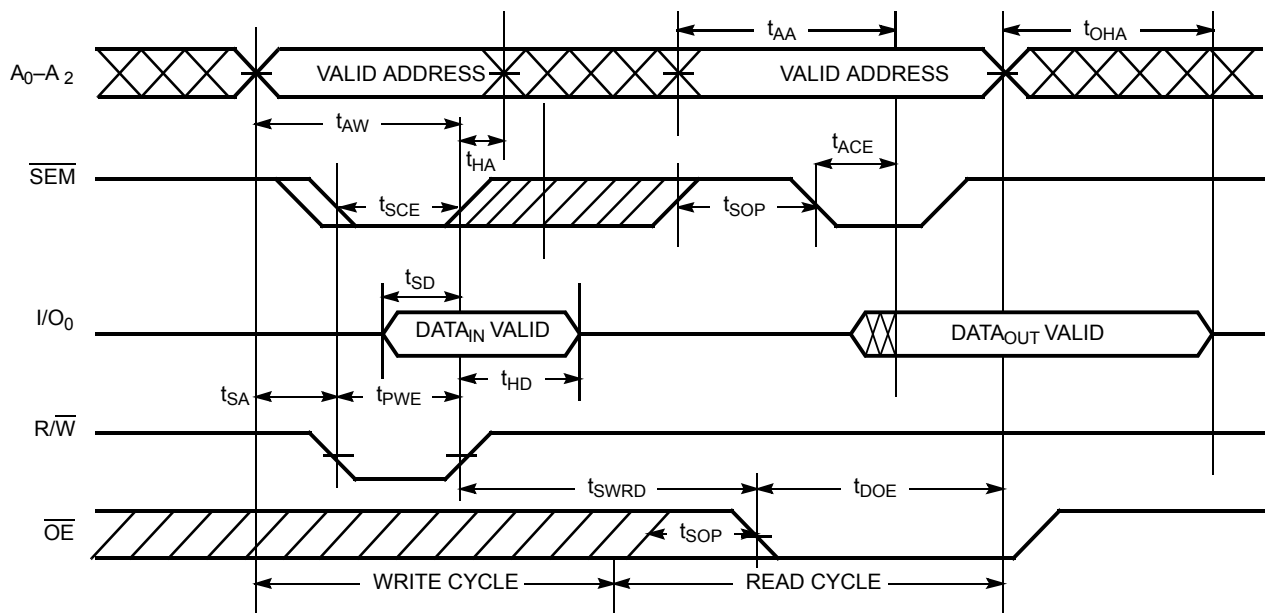 tAA
tOHA
A0–A 2
VALID ADDRESS
VALID ADDRESS
tAW
tHA
tACE
SEM
tSCE
tSOP
tSD
I/O0
DATAIN VALID
DATAOUT VALID
tHD
tSA
tPWE
R/W
tSWRD
tDOE
OE
tSOP
WRITE CYCLE
READ CYCLE